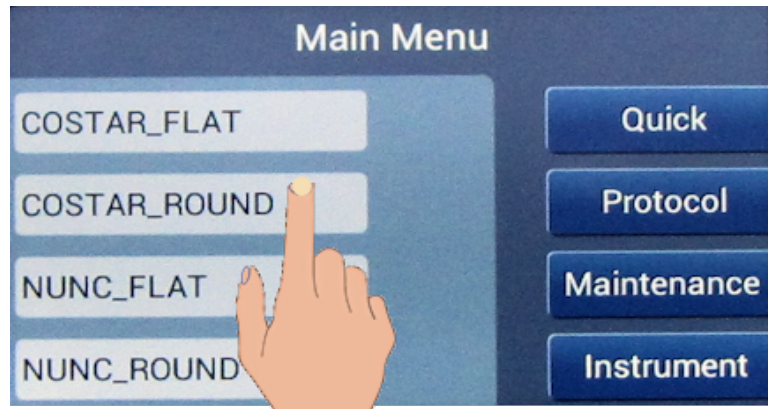 Main Menu
COSTAR_FLAT
Quick
COSTAR_ROUND
Protocol
NUNC_FLAT
Maintenance
NUNC_ROUND
Instrument